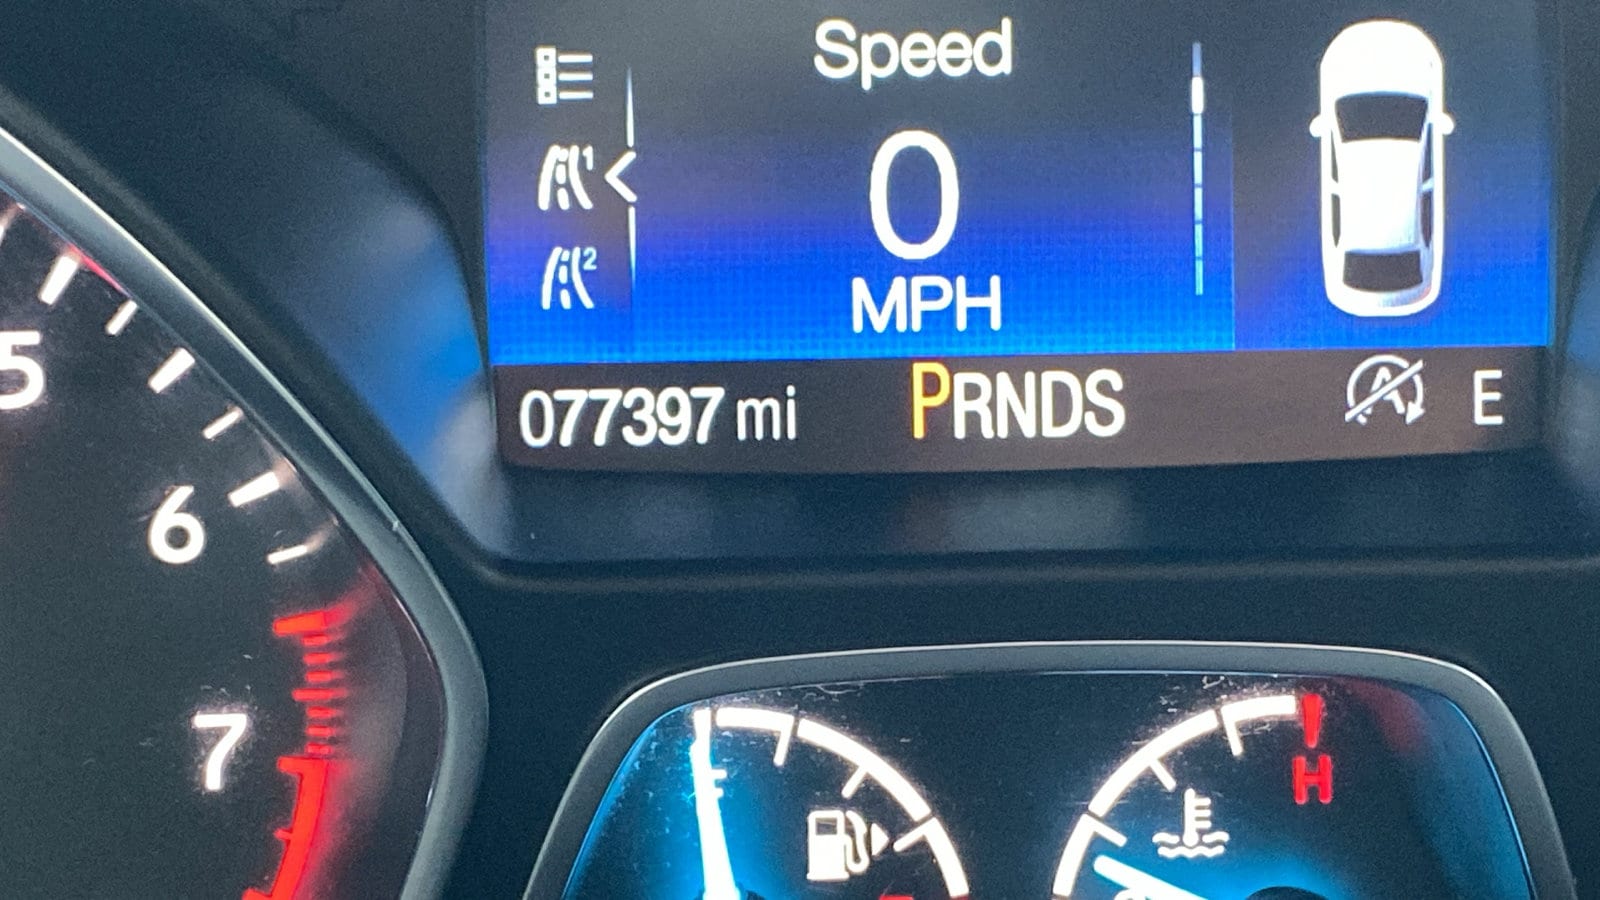 Speed
1
0
2
MPH
077397 mi PRNDS A E
5
6
7
F
H